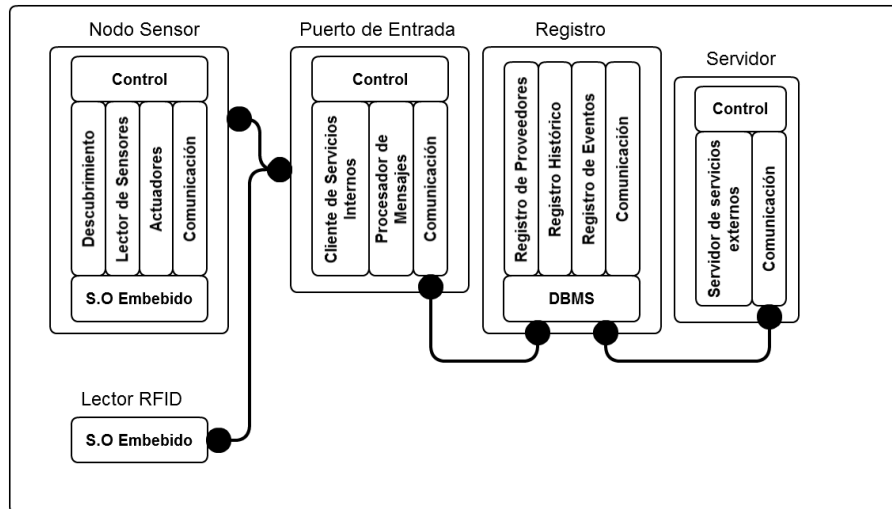 Nodo Sensor
Control
Descubrimiento
Lector de Sensores
Actuadores
Comunicación
S.O Embebido
Lector RFID
S.O Embebido
Puerto de Entrada
Control
Cliente de Servicios
Internos
Procesador de
Mensajes
Comunicación
Registro
Registro de Proveedores
Registro Histórico
Registro de Eventos
Comunicación
DBMS
Servidor
Control
Servidor de servicios
externos
Comunicación